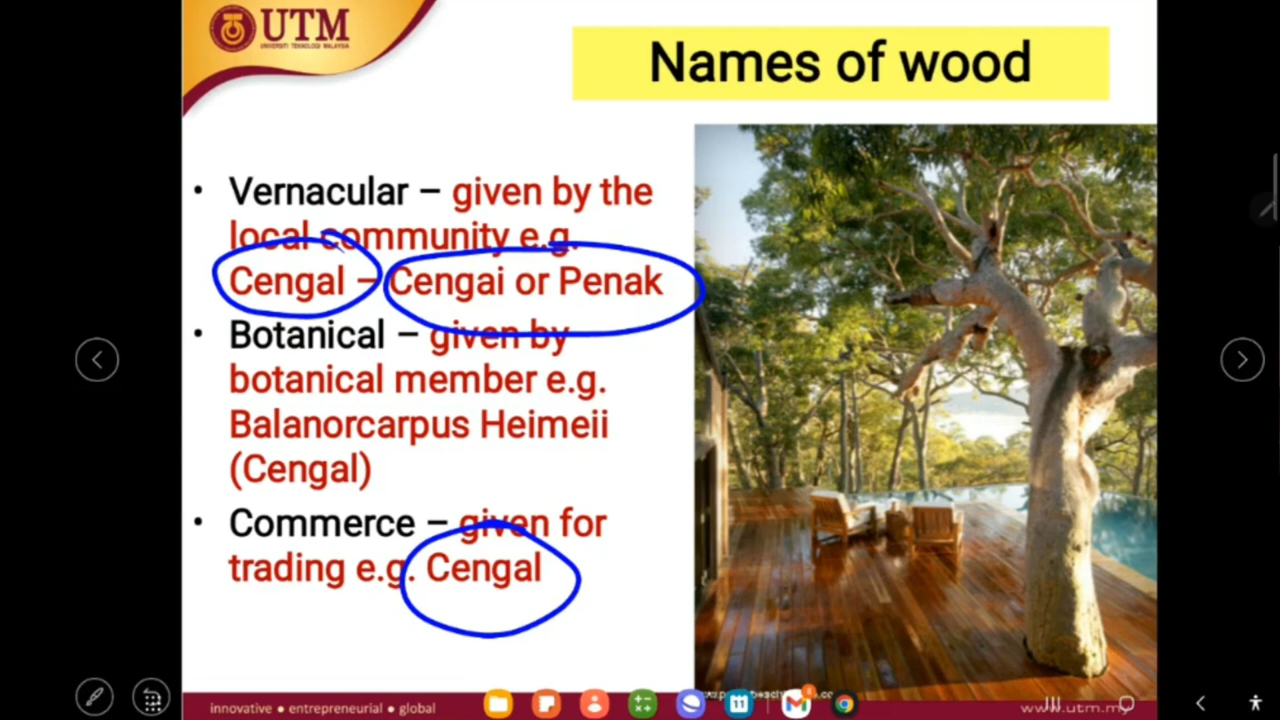 UTM
UNIVERSITI TEKNOLOGI MALAYSIA
Names of wood
• Vernacular – given by the
local community e.g.
Cengal – Cengai or Penak
• Botanical – given by
botanical member e.g.
Balanorcarpus Heimeii
(Cengal)
• Commerce – given for
trading e.g. Cengal
innovative ● entrepreneurial ● global
11
www.utm.my